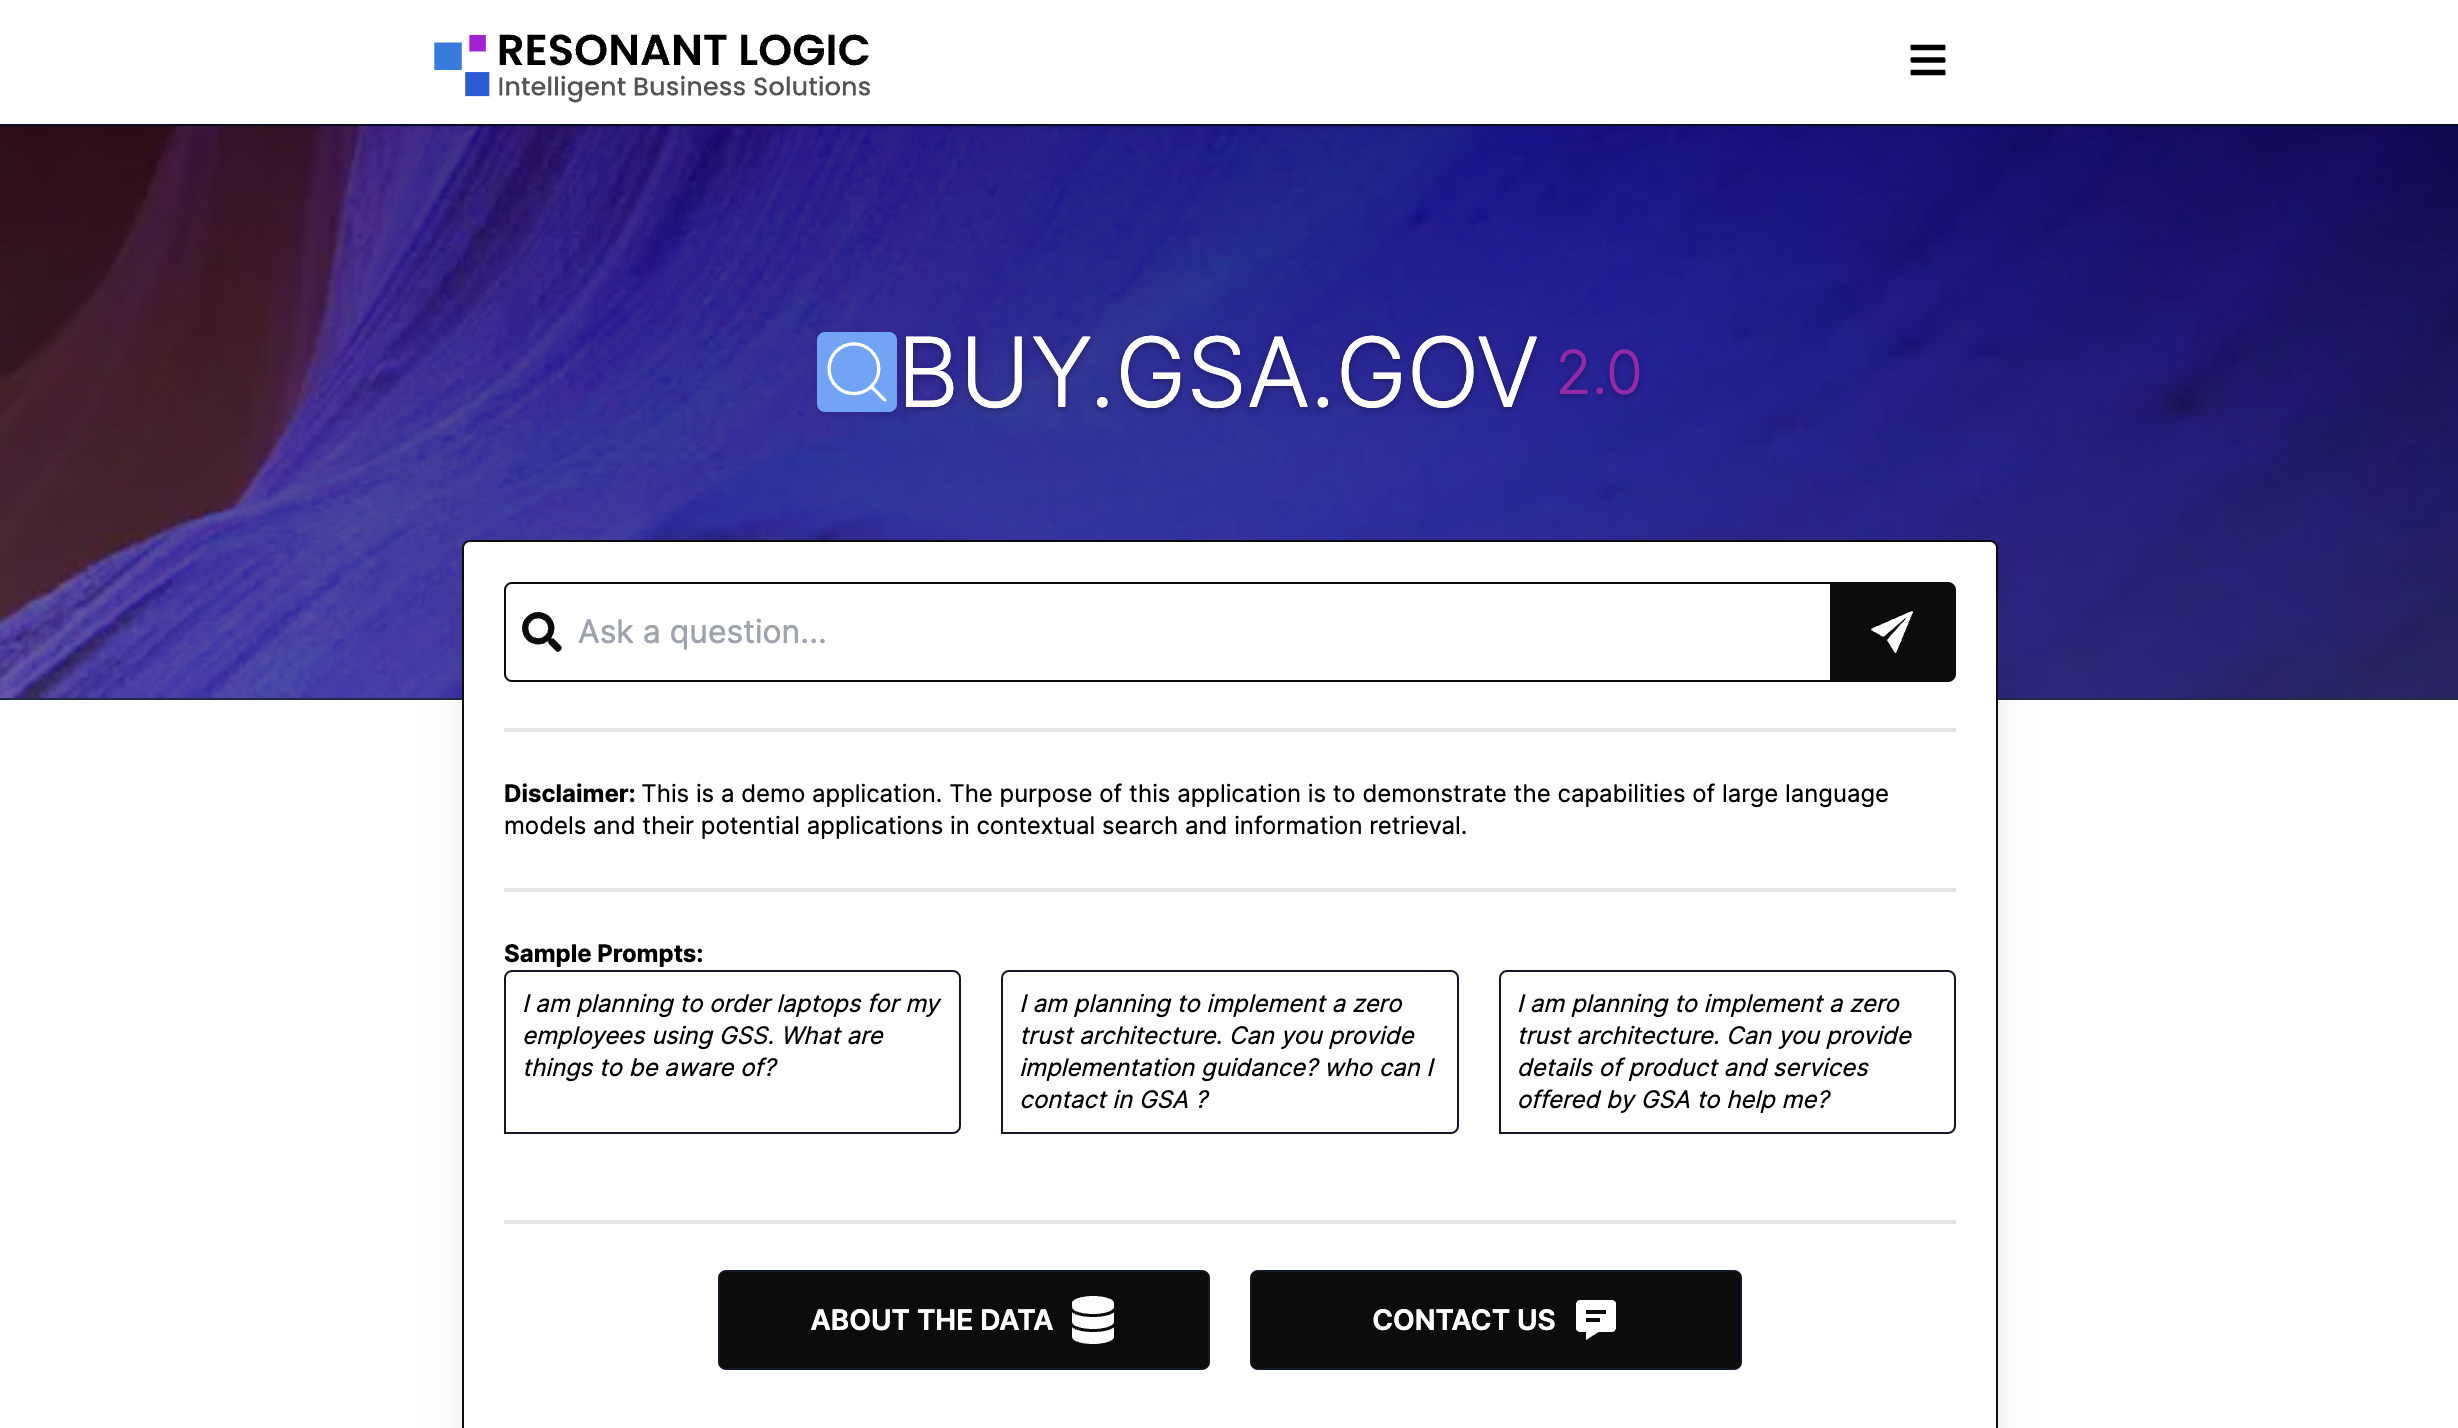 RESONANT LOGIC
Intelligent Business Solutions
BUY.GSA.GOV 2.0
Ask a question...
Disclaimer: This is a demo application. The purpose of this application is to demonstrate the capabilities of large language
models and their potential applications in contextual search and information retrieval.
Sample Prompts:
I am planning to order laptops for my
employees using GSS. What are
things to be aware of?
I am planning to implement a zero
trust architecture. Can you provide
implementation guidance? who can I
contact in GSA ?
I am planning to implement a zero
trust architecture. Can you provide
details of product and services
offered by GSA to help me?
ABOUT THE DATA
CONTACT US